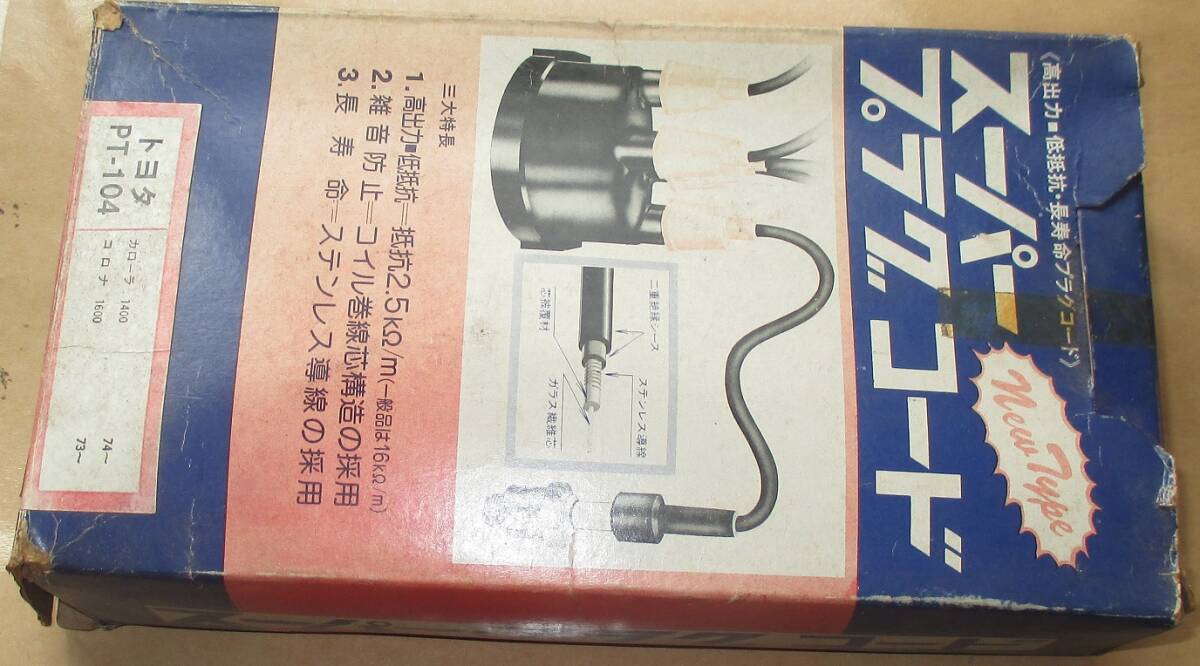 《高出力■低抵抗・長寿命プラグコード》
スーパー
プラグコード
New Type
二重絶縁シース
ステンレス導線
芯被覆材
ガラス繊維芯
三大特長
1.高出力■低抵抗=抵抗2.5kΩ/m(一般品は16kΩ/m)
2.雑音防止=コイル巻線芯構造の採用
3.長寿命=ステンレス導線の採用
トヨタ
PT-104
カローラ 1400 74〜
コロナ 1600 73〜